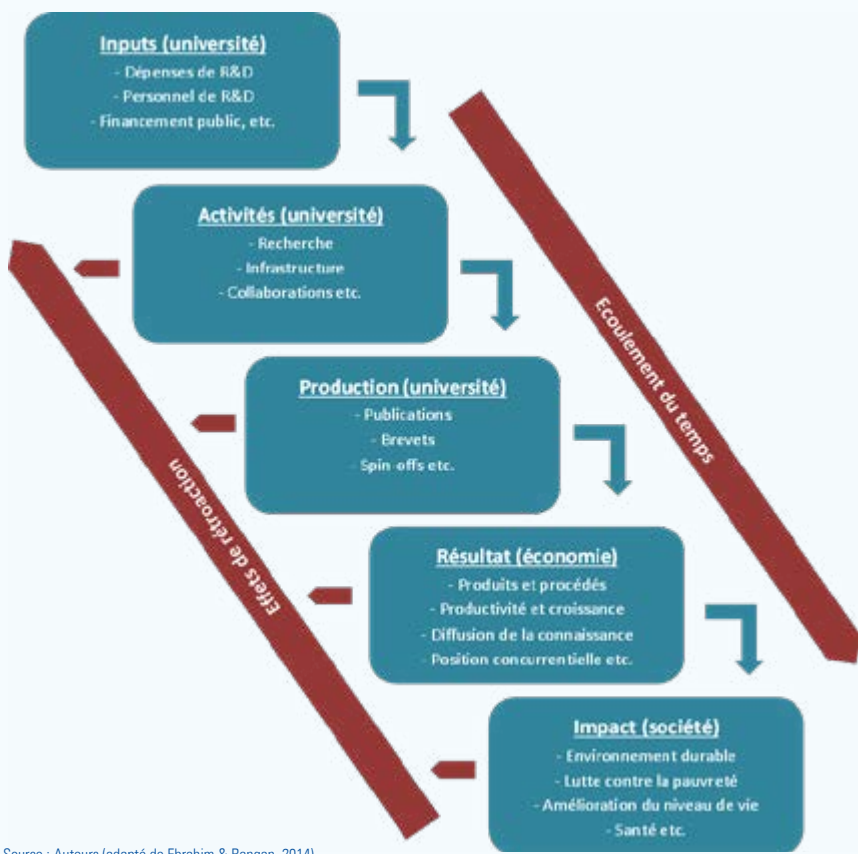 Inputs (université)
- Dépenses de R&D
- Personnel de R&D
- Financement public, etc.
Activités (université)
- Recherche
- Infrastructure
- Collaborations etc.
Production (université)
- Publications
- Brevets
- Spin-offs etc.
Résultat (économie)
- Produits et procédés
- Productivité et croissance
- Diffusion de la connaissance
- Position concurrentielle etc.
Impact (société)
- Environnement durable
- Lutte contre la pauvreté
- Amélioration du niveau de vie
- Santé etc.
Ecoulement du temps
Effets de rétroaction
Source : Auteurs (adapté de Ebrahim & Rangan, 2014)